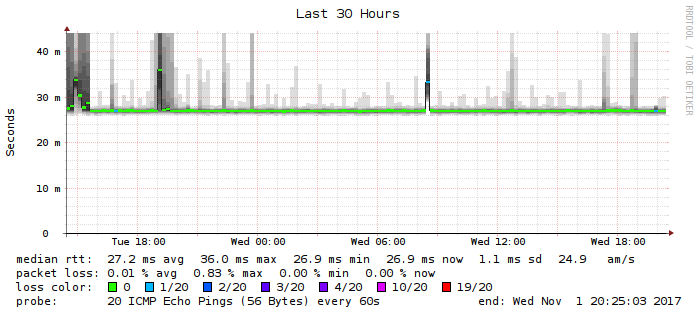 Last 30 Hours
RRDTOOL / TOBI OETIKER
Seconds
40 m
30 m
20 m
10 m
0
Tue 18:00 Wed 00:00 Wed 06:00 Wed 12:00 Wed 18:00
median rtt: 27.2 ms avg 36.0 ms max 26.9 ms min 26.9 ms now 1.1 ms sd 24.9 am/s
packet loss: 0.01 % avg 0.83 % max 0.00 % min 0.00 % now
loss color: 0 1/20 2/20 3/20 4/20 10/20 19/20
probe: 20 ICMP Echo Pings (56 Bytes) every 60s end: Wed Nov 1 20:25:03 2017